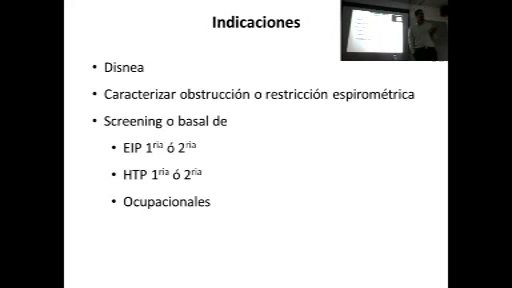 Indicaciones
• Disnea
• Caracterizar obstrucción o restricción espirométrica
• Screening o basal de
• EIP 1ria ó 2ria
• HTP 1ria ó 2ria
• Ocupacionales